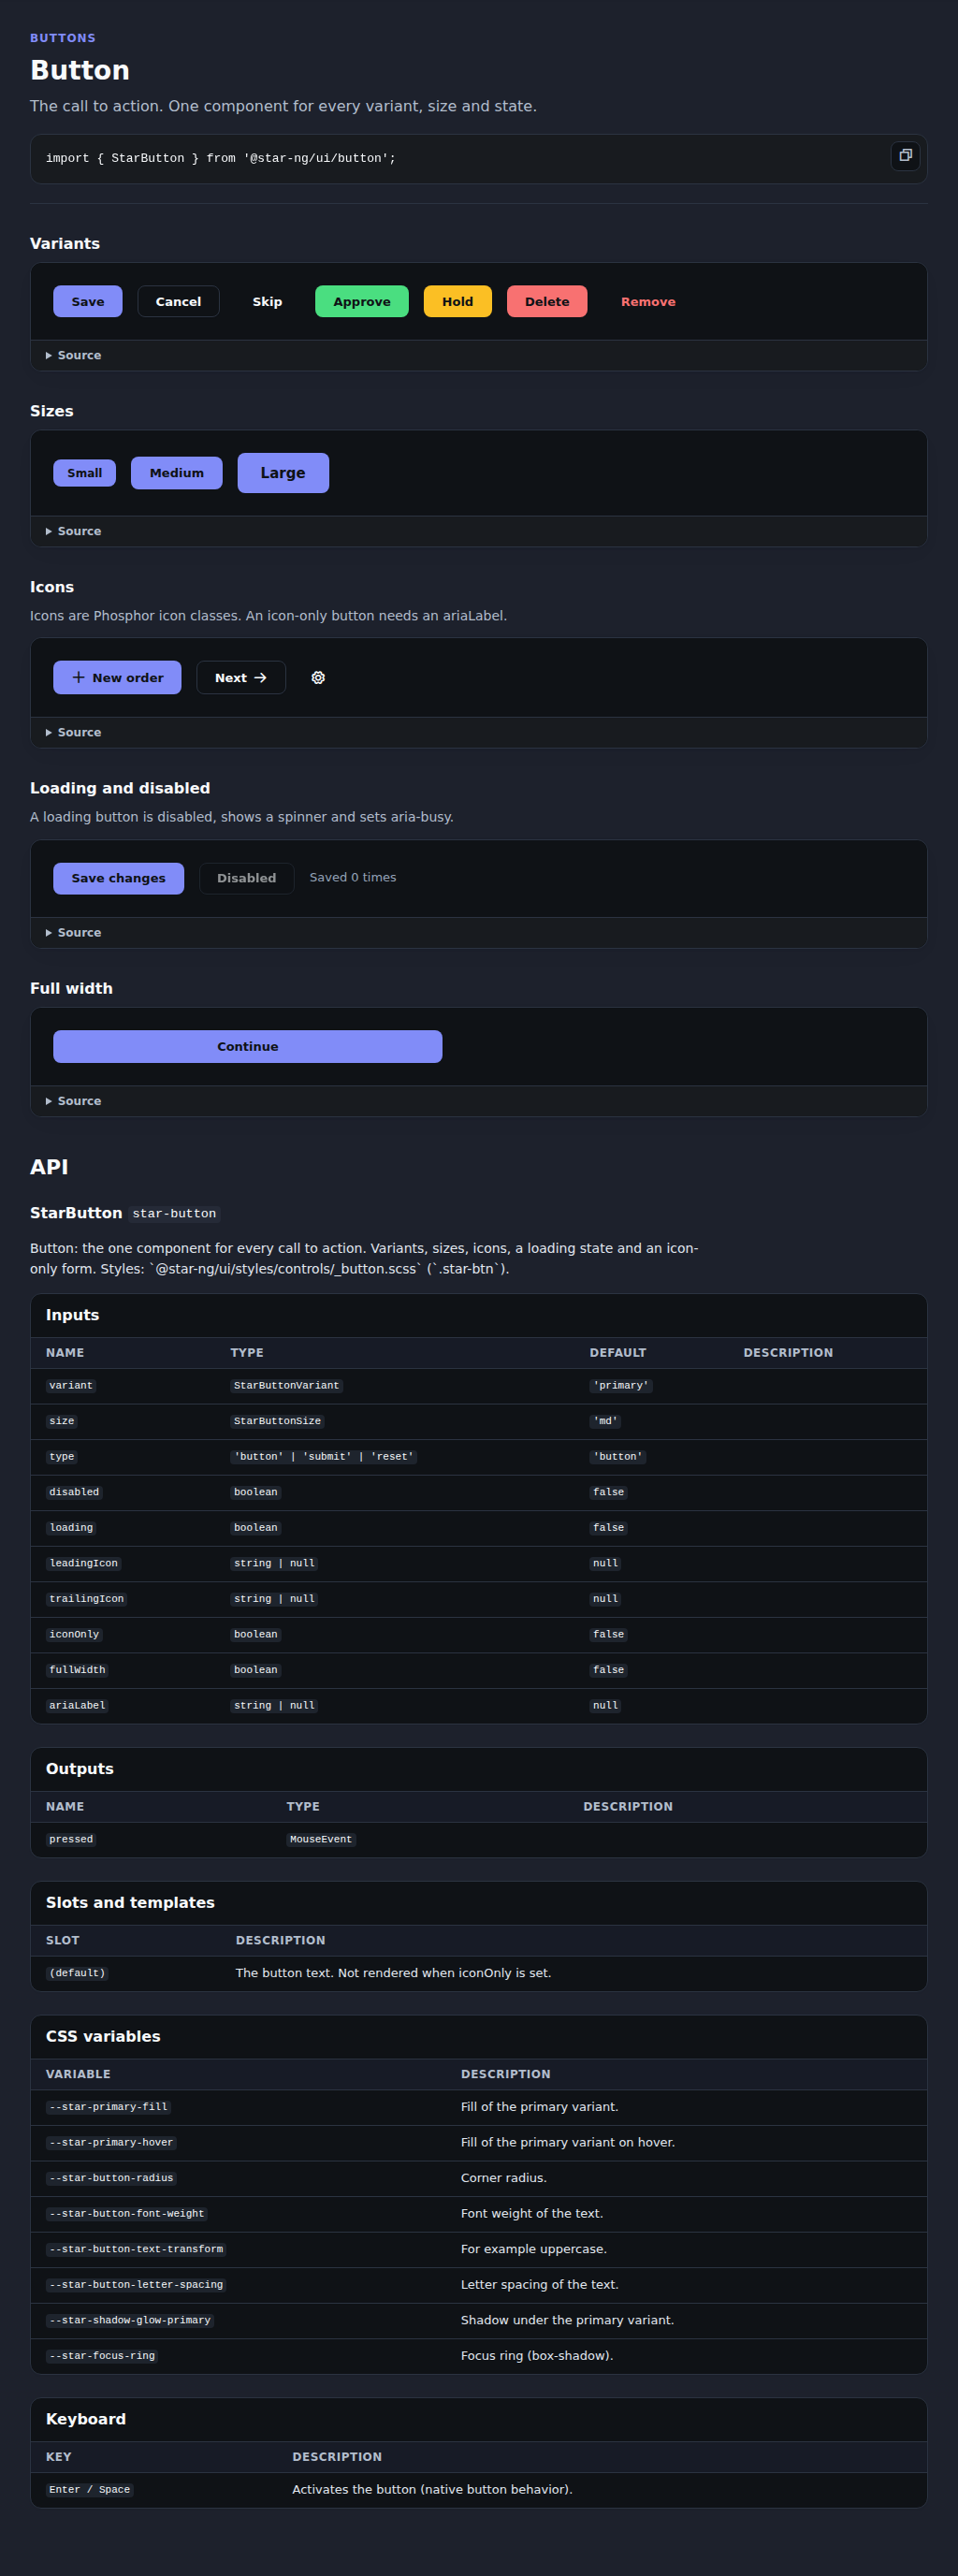 BUTTONS
Button
The call to action. One component for every variant, size and state.
import { StarButton } from '@star-ng/ui/button';
Variants
Save Cancel Skip Approve Hold Delete Remove
Source
Sizes
Small Medium Large
Source
Icons
Icons are Phosphor icon classes. An icon-only button needs an ariaLabel.
New order Next
Source
Loading and disabled
A loading button is disabled, shows a spinner and sets aria-busy.
Save changes Disabled Saved 0 times
Source
Full width
Continue
Source
API
StarButton star-button
Button: the one component for every call to action. Variants, sizes, icons, a loading state and an icon-
only form. Styles: `@star-ng/ui/styles/controls/_button.scss` (`.star-btn`).
Inputs
NAME TYPE DEFAULT DESCRIPTION
variant StarButtonVariant 'primary'
size StarButtonSize 'md'
type 'button' | 'submit' | 'reset' 'button'
disabled boolean false
loading boolean false
leadingIcon string | null null
trailingIcon string | null null
iconOnly boolean false
fullWidth boolean false
ariaLabel string | null null
Outputs
NAME TYPE DESCRIPTION
pressed MouseEvent
Slots and templates
SLOT DESCRIPTION
(default) The button text. Not rendered when iconOnly is set.
CSS variables
VARIABLE DESCRIPTION
--star-primary-fill Fill of the primary variant.
--star-primary-hover Fill of the primary variant on hover.
--star-button-radius Corner radius.
--star-button-font-weight Font weight of the text.
--star-button-text-transform For example uppercase.
--star-button-letter-spacing Letter spacing of the text.
--star-shadow-glow-primary Shadow under the primary variant.
--star-focus-ring Focus ring (box-shadow).
Keyboard
KEY DESCRIPTION
Enter / Space Activates the button (native button behavior).